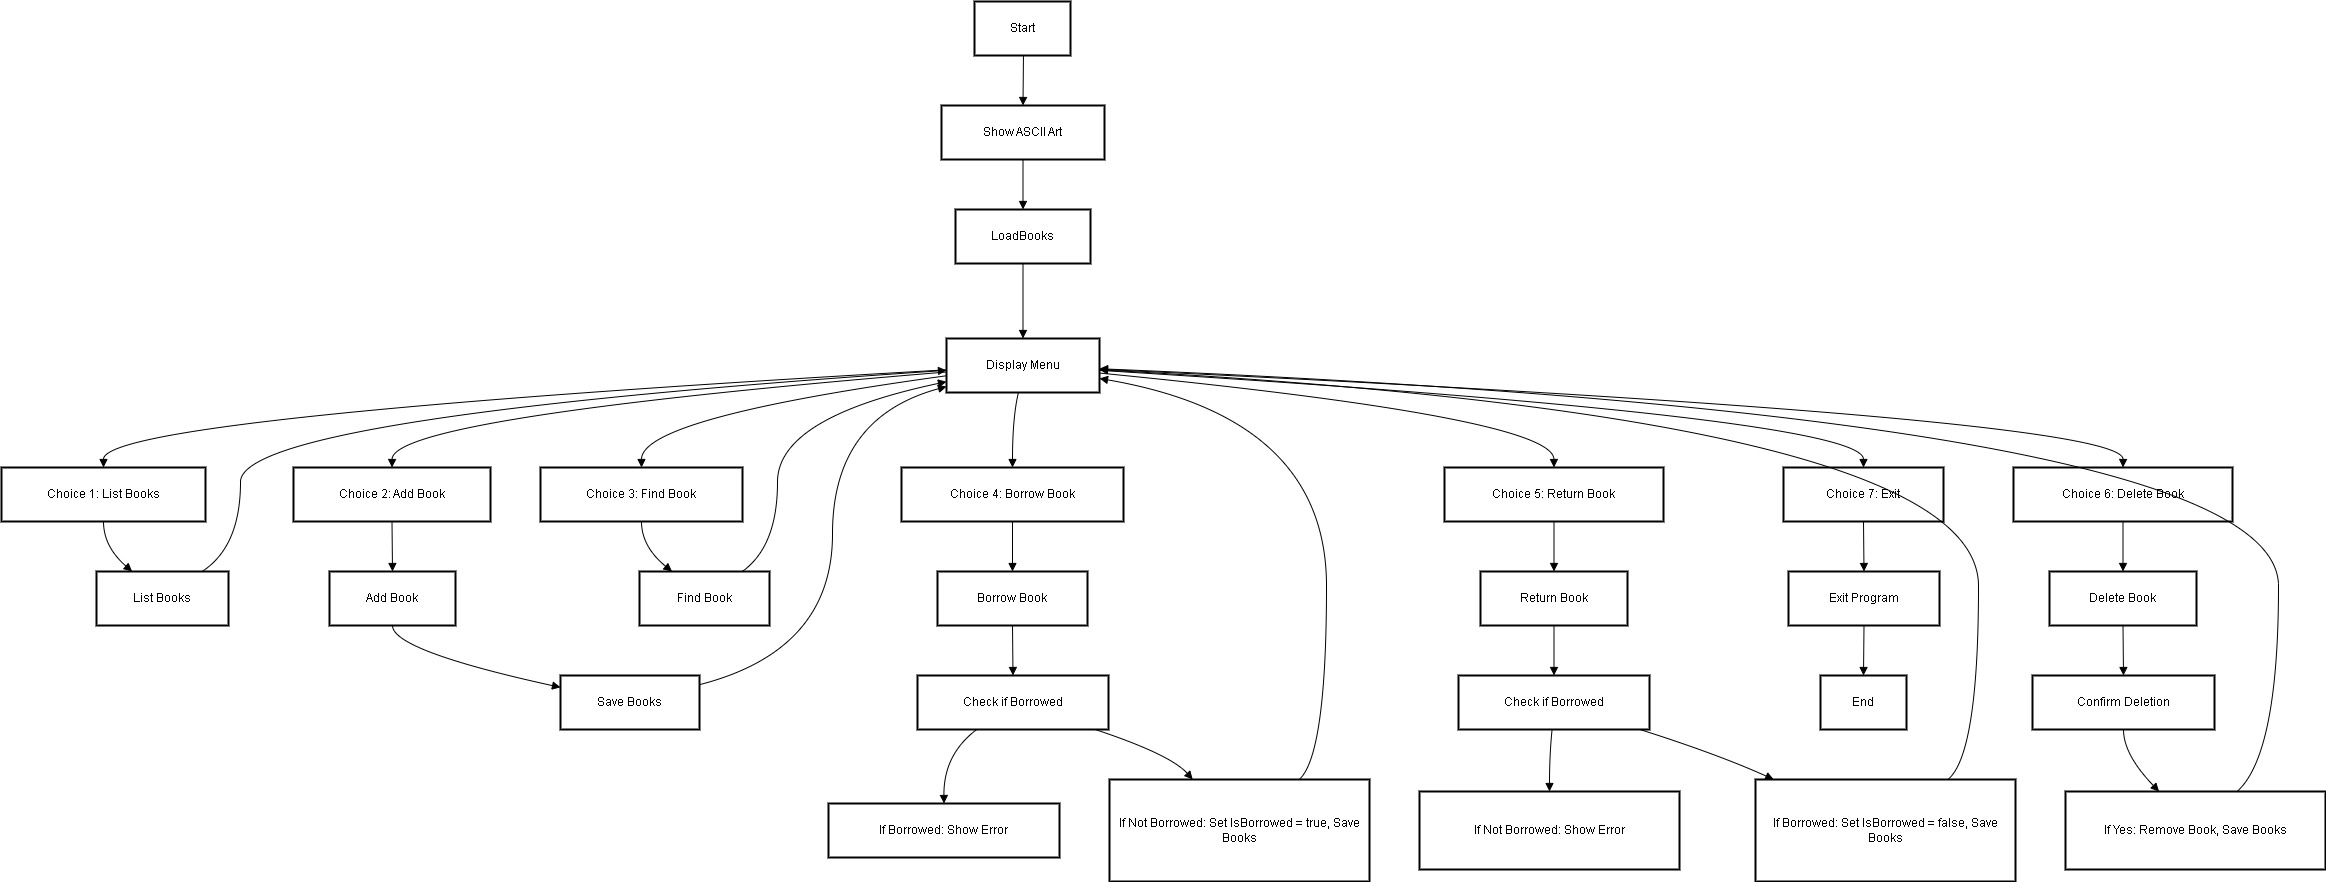 Start
Show ASCII Art
LoadBooks
Display Menu
Choice 1: List Books
Choice 2: Add Book
Choice 3: Find Book
Choice 4: Borrow Book
Choice 5: Return Book
Choice 7: Exit
Choice 6: Delete Book
List Books
Add Book
Find Book
Borrow Book
Return Book
Exit Program
Delete Book
Save Books
Check if Borrowed
Check if Borrowed
End
Confirm Deletion
If Borrowed: Show Error
If Not Borrowed: Set IsBorrowed = true, Save
Books
If Not Borrowed: Show Error
If Borrowed: Set IsBorrowed = false, Save
Books
If Yes: Remove Book, Save Books